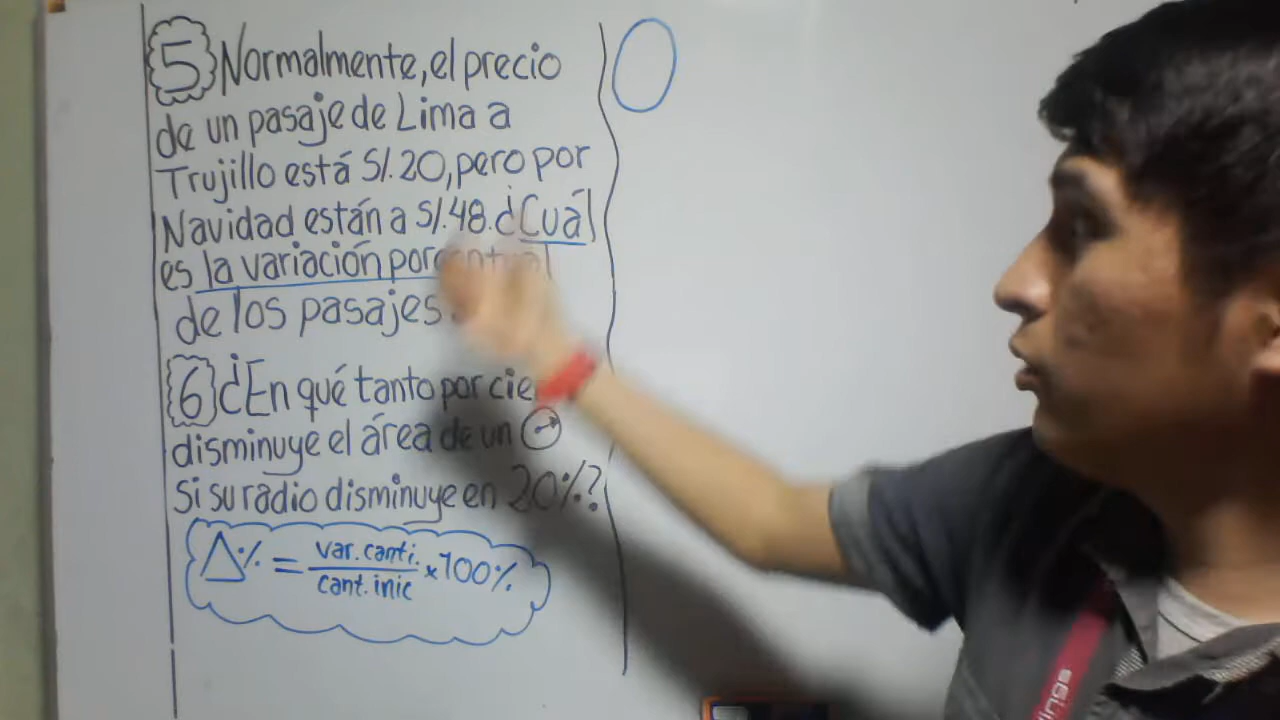 5 Normalmente, el precio
de un pasaje de Lima a
Trujillo está S/.20, pero por
Navidad están a S/.48. ¿Cuál
es la variación
de los pasajes
6 ¿En qué tanto por
disminuye el área de un
si su radio disminuye en 20%?
Δ% = var. canti. / cant. inic × 100%
ings